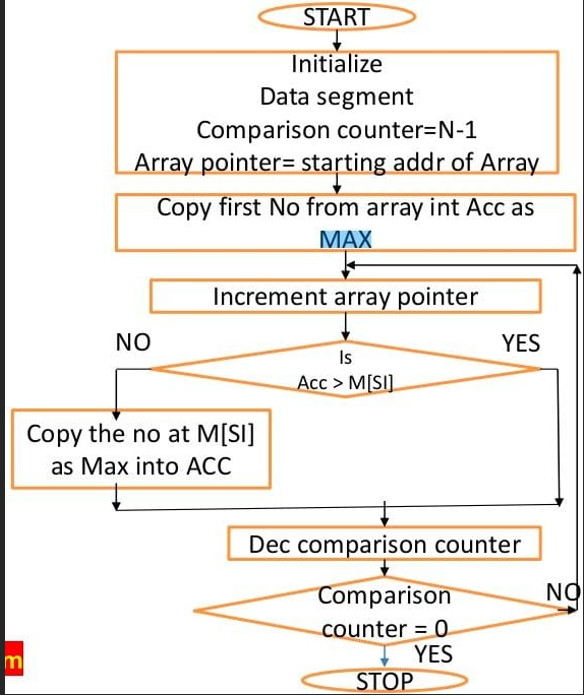 START
Initialize
Data segment
Comparison counter=N-1
Array pointer= starting addr of Array
Copy first No from array int Acc as
MAX
Increment array pointer
NO
YES
Is
Acc > M[SI]
Copy the no at M[SI]
as Max into ACC
Dec comparison counter
Comparison
NO
counter = 0
YES
m
STOP